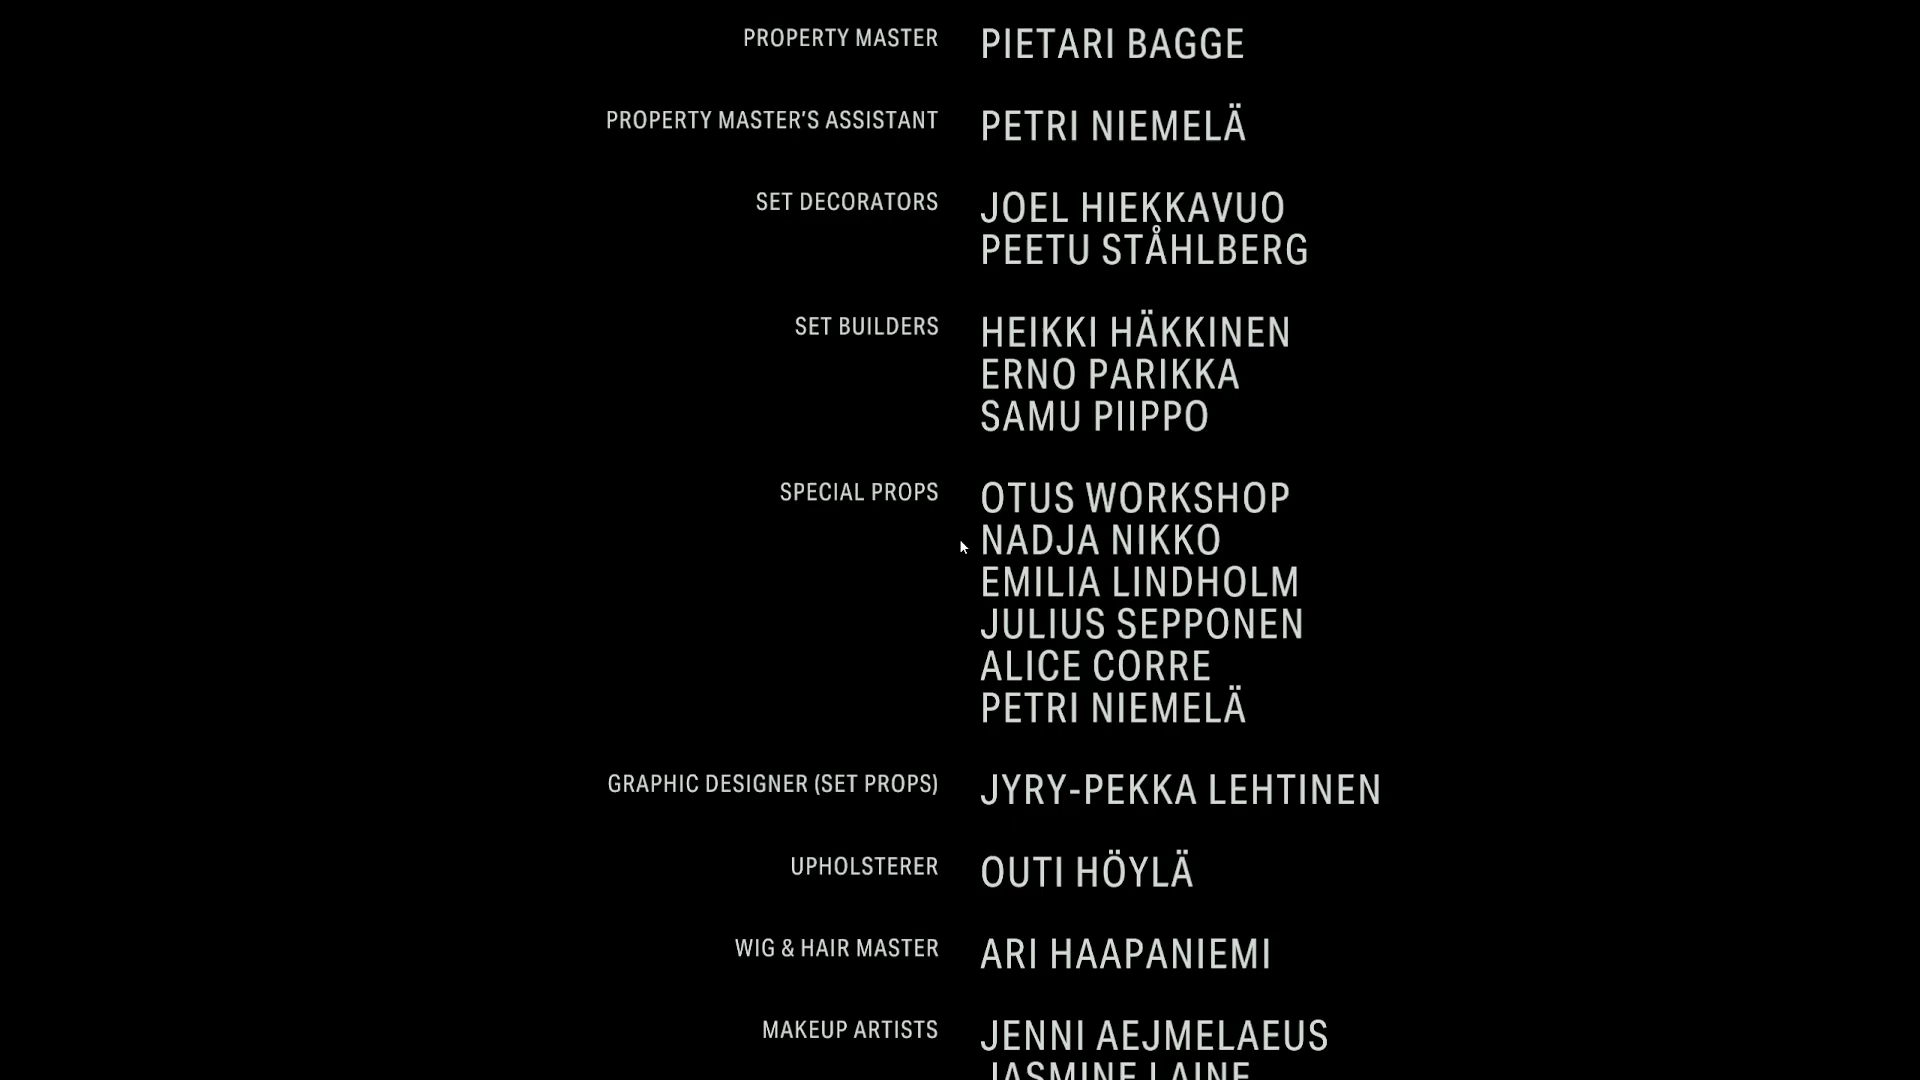 PROPERTY MASTER PIETARI BAGGE
PROPERTY MASTER'S ASSISTANT PETRI NIEMELÄ
SET DECORATORS JOEL HIEKKAVUO
PEETU STÅHLBERG
SET BUILDERS HEIKKI HÄKKINEN
ERNO PARIKKA
SAMU PIIPPO
SPECIAL PROPS OTUS WORKSHOP
NADJA NIKKO
EMILIA LINDHOLM
JULIUS SEPPONEN
ALICE CORRE
PETRI NIEMELÄ
GRAPHIC DESIGNER (SET PROPS) JYRY-PEKKA LEHTINEN
UPHOLSTERER OUTI HÖYLÄ
WIG & HAIR MASTER ARI HAAPANIEMI
MAKEUP ARTISTS JENNI AEJMELAEUS
JASMINE LAINE